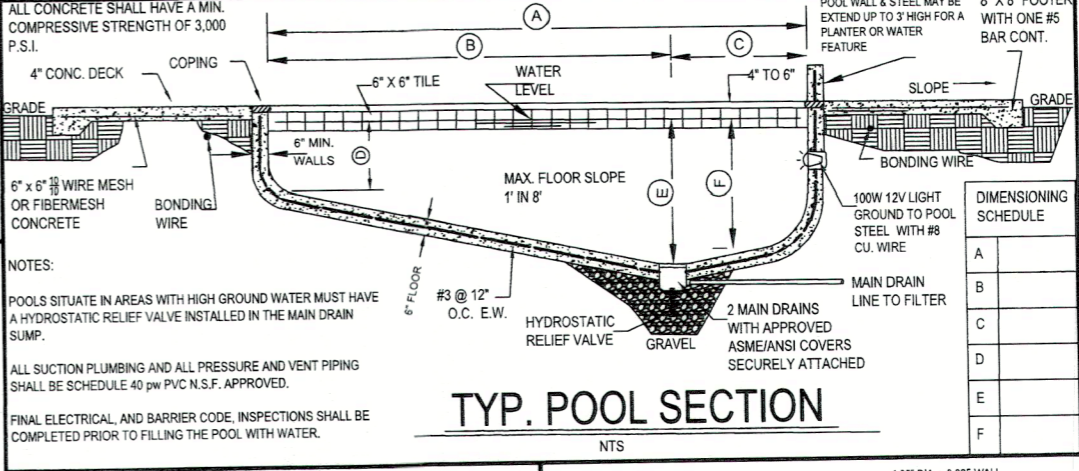 ALL CONCRETE SHALL HAVE A MIN.
COMPRESSIVE STRENGTH OF 3,000
P.S.I.
A
B
C
POOL WALL & STEEL MAY BE
EXTEND UP TO 3' HIGH FOR A
PLANTER OR WATER
FEATURE
8" X 8" FOOTER
WITH ONE #5
BAR CONT.
4" CONC. DECK
COPING
6" X 6" TILE
WATER
LEVEL
4" TO 6"
SLOPE
GRADE
GRADE
6" MIN.
WALLS
D
E
F
MAX. FLOOR SLOPE
1' IN 8'
BONDING WIRE
6" x 6" 10/10 WIRE MESH
OR FIBERMESH
CONCRETE
BONDING
WIRE
100W 12V LIGHT
GROUND TO POOL
STEEL WITH #8
CU. WIRE
DIMENSIONING
SCHEDULE
A
B
C
D
E
F
NOTES:
POOLS SITUATE IN AREAS WITH HIGH GROUND WATER MUST HAVE
A HYDROSTATIC RELIEF VALVE INSTALLED IN THE MAIN DRAIN
SUMP.
ALL SUCTION PLUMBING AND ALL PRESSURE AND VENT PIPING
SHALL BE SCHEDULE 40 pw PVC N.S.F. APPROVED.
FINAL ELECTRICAL, AND BARRIER CODE, INSPECTIONS SHALL BE
COMPLETED PRIOR TO FILLING THE POOL WITH WATER.
6" FLOOR
#3 @ 12"
O.C. E.W.
HYDROSTATIC
RELIEF VALVE
GRAVEL
2 MAIN DRAINS
WITH APPROVED
ASME/ANSI COVERS
SECURELY ATTACHED
MAIN DRAIN
LINE TO FILTER
TYP. POOL SECTION
NTS